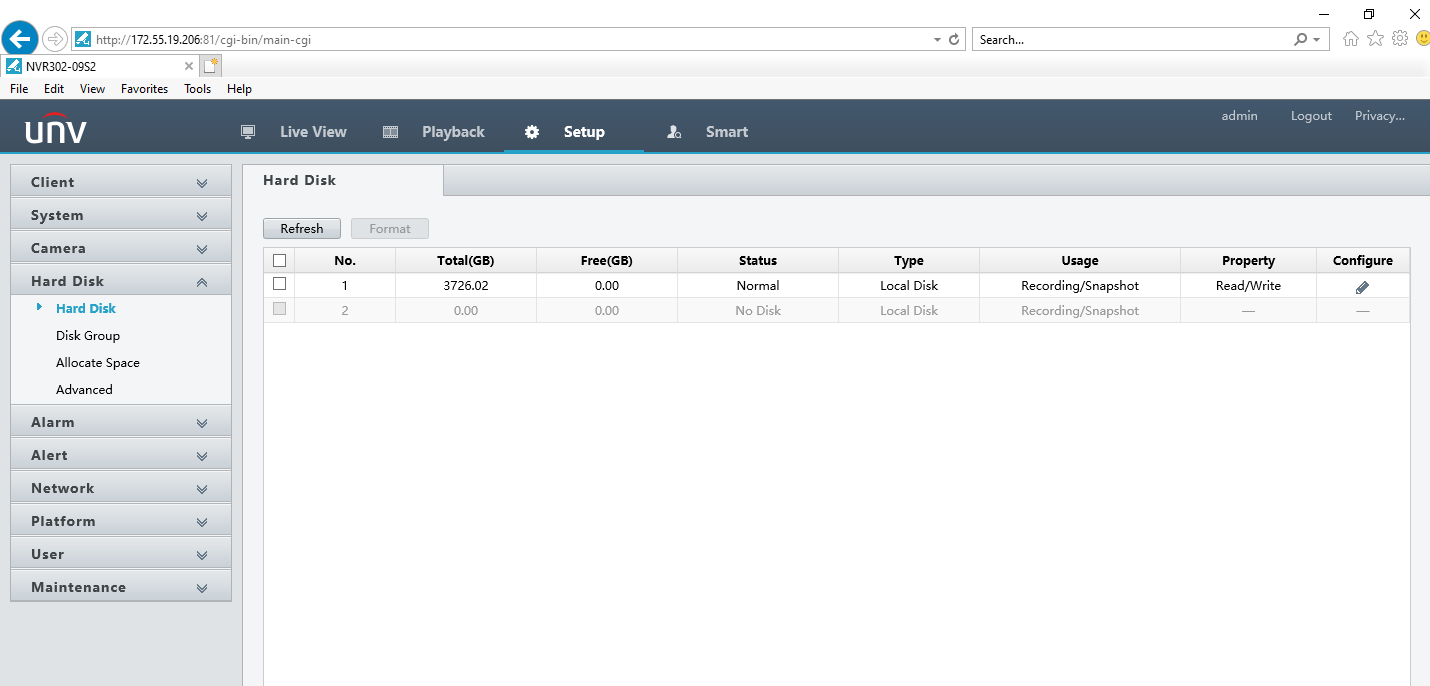 http://172.55.19.206:81/cgi-bin/main-cgi
Search...
NVR302-09S2
File Edit View Favorites Tools Help
unv
Live View
Playback
Setup
Smart
admin
Logout
Privacy...
Client
System
Camera
Hard Disk
Hard Disk
Disk Group
Allocate Space
Advanced
Alarm
Alert
Network
Platform
User
Maintenance
Hard Disk
Refresh Format
No. Total(GB) Free(GB) Status Type Usage Property Configure
1 3726.02 0.00 Normal Local Disk Recording/Snapshot Read/Write
2 0.00 0.00 No Disk Local Disk Recording/Snapshot — —